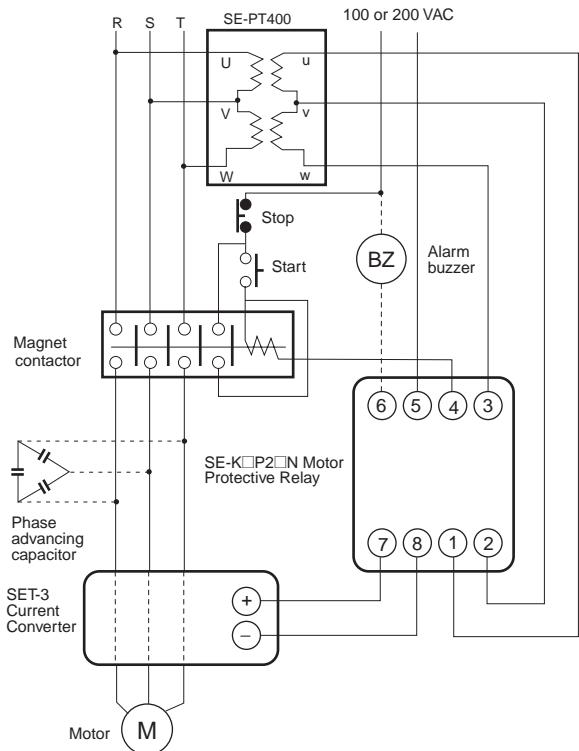 R S T
SE-PT400
100 or 200 VAC
U u
V v
W w
Stop
Start
BZ
Alarm
buzzer
Magnet
contactor
6 5 4 3
SE-K□P2□N Motor
Protective Relay
Phase
advancing
capacitor
7 8 1 2
SET-3
Current
Converter
+
−
Motor
M